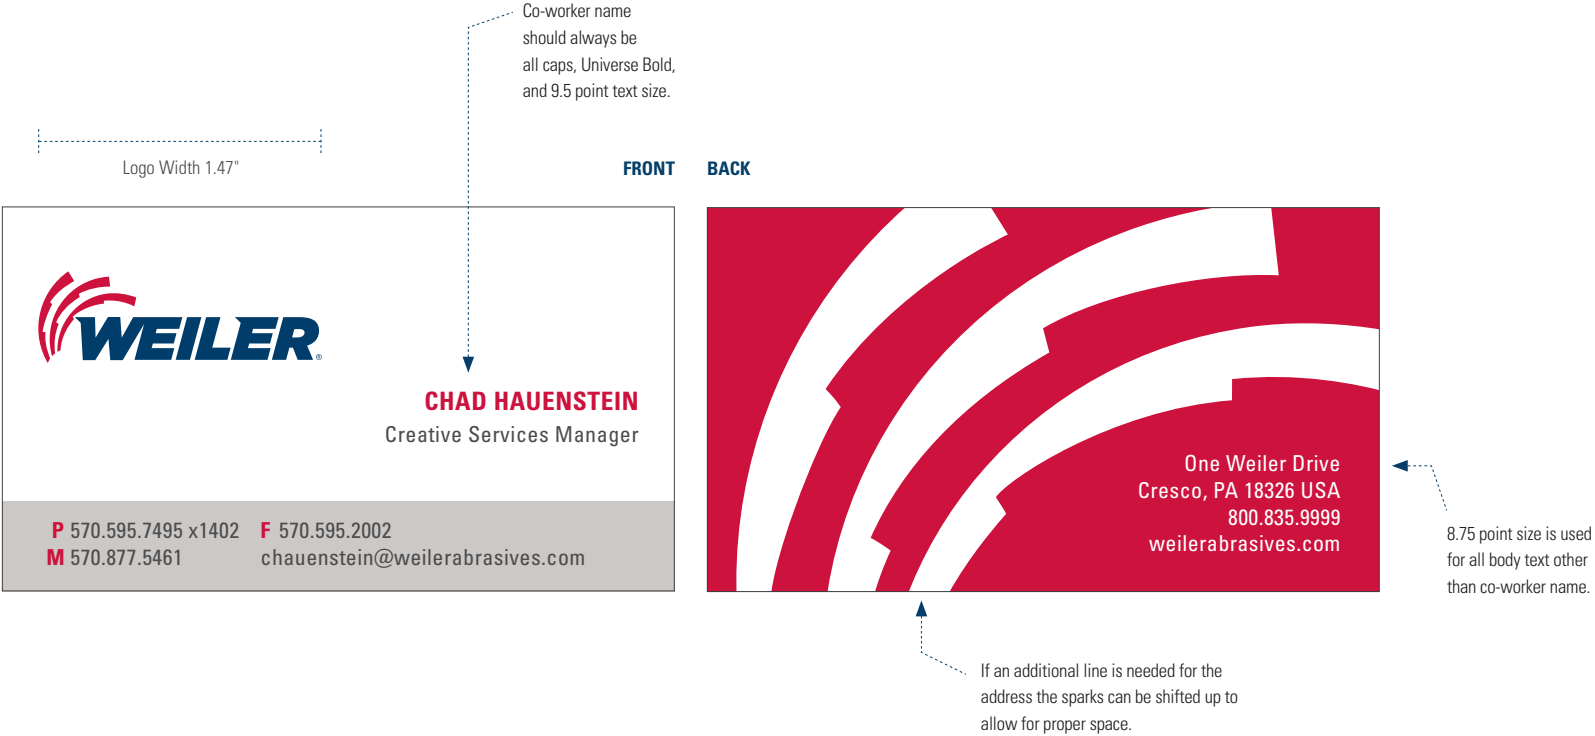 Co-worker name
should always be
all caps, Universe Bold,
and 9.5 point text size.
Logo Width 1.47"
FRONT
BACK
WEILER®
CHAD HAUENSTEIN
Creative Services Manager
P 570.595.7495 x1402 F 570.595.2002
M 570.877.5461 chauenstein@weilerabrasives.com
One Weiler Drive
Cresco, PA 18326 USA
800.835.9999
weilerabrasives.com
8.75 point size is used
for all body text other
than co-worker name.
If an additional line is needed for the
address the sparks can be shifted up to
allow for proper space.